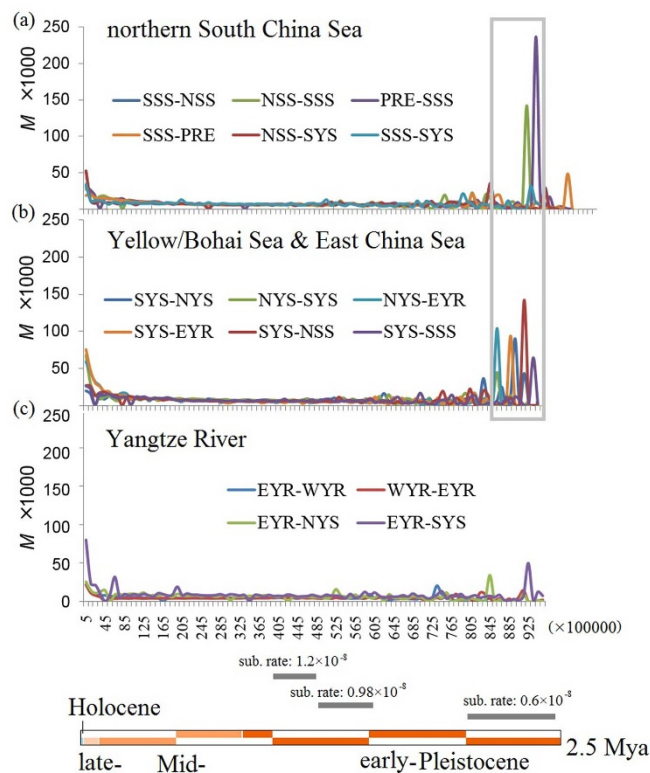 (a)
northern South China Sea
M ×1000
250
200
150
100
50
SSS-NSS NSS-SSS PRE-SSS
SSS-PRE NSS-SYS SSS-SYS
(b)
Yellow/Bohai Sea & East China Sea
M ×1000
250
200
150
100
50
SYS-NYS NYS-SYS NYS-EYR
SYS-EYR SYS-NSS SYS-SSS
(c)
Yangtze River
M ×1000
250
200
150
100
50
0
EYR-WYR WYR-EYR
EYR-NYS EYR-SYS
5 45 85 125 165 205 245 285 325 365 405 445 485 525 565 605 645 685 725 765 805 845 885 925 (×100000)
sub. rate: 1.2×10-8
sub. rate: 0.98×10-8
sub. rate: 0.6×10-8
Holocene
2.5 Mya
late- Mid- early-Pleistocene